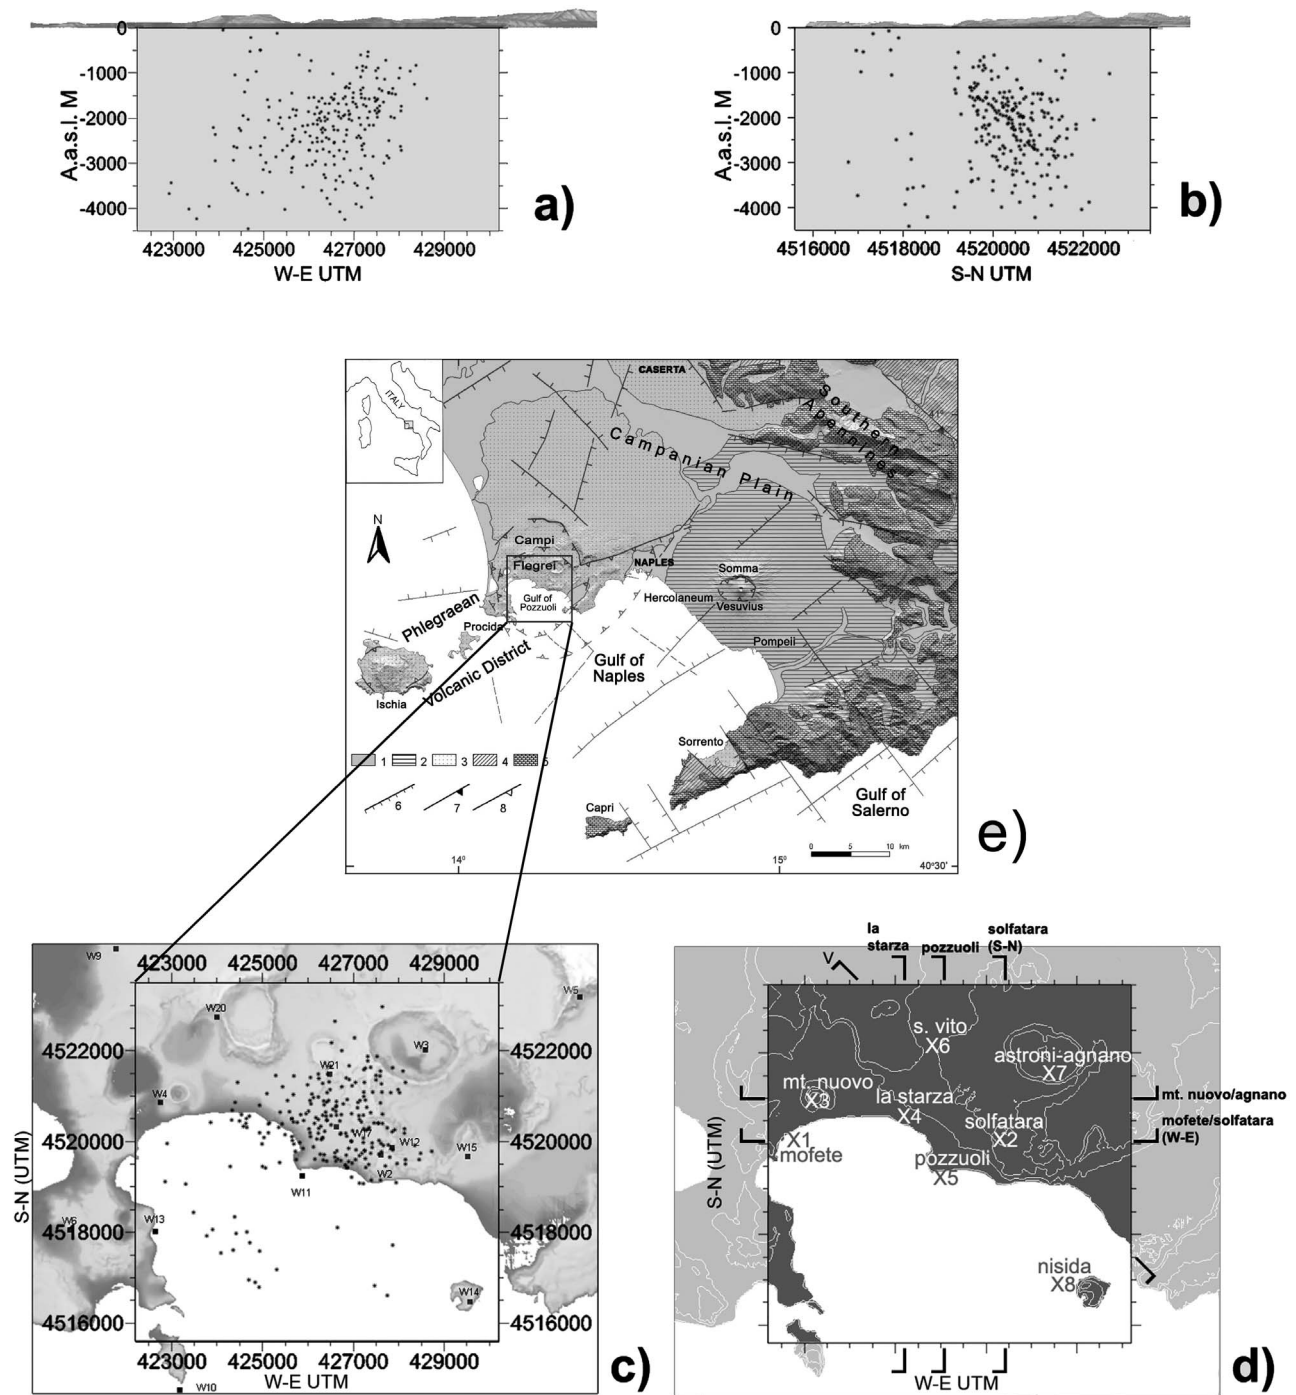 0
-1000
-2000
-3000
-4000
A.a.s.l. M
423000 425000 427000 429000
W-E UTM
a)
0
-1000
-2000
-3000
-4000
A.a.s.l. M
4516000 4518000 4520000 4522000
S-N UTM
b)
ITALY
CASERTA
Southern
Apennines
41°
Campanian Plain
N
Campi
Flegrei
NAPLES
Somma
Vesuvius
Gulf of
Pozzuoli
Hercolaneum
Phlegraean
Procida
Pompeii
Volcanic District
Gulf of
Naples
Ischia
Sorrento
1 2 3 4 5
6 7 8
Capri
Gulf of
Salerno
0 5 10 km
14° 15° 40°30'
e)
W9
423000 425000 427000 429000
W5
W20
4522000 W21 W3 4522000
W4
4520000 W17 W12 W15 4520000
W2
W11
W6
W13
4518000 4518000
W14
4516000 4516000
423000 425000 427000 429000
W10
W-E UTM
S-N (UTM)
c)
la
starza
pozzuoli
solfatara
(S-N)
V
s. vito
X6
astroni-agnano
X7
mt. nuovo
X3
la starza
X4
mt. nuovo/agnano
solfatara
X2
mofete/solfatara
(W-E)
X1
mofete
pozzuoli
X5
nisida
X8
S-N (UTM)
W-E UTM
d)